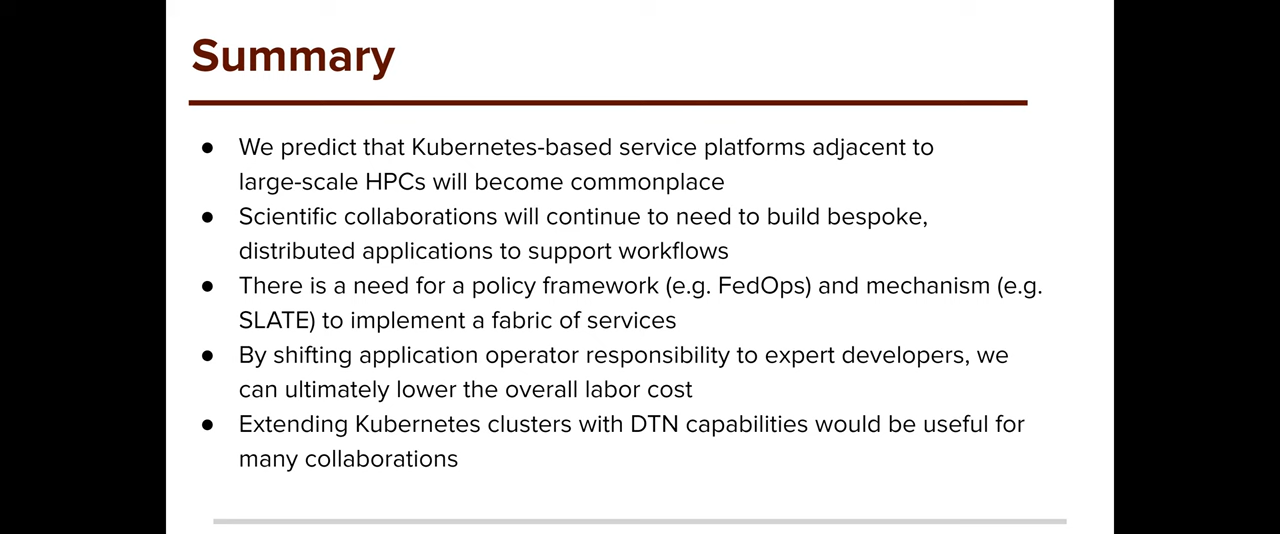 Summary
● We predict that Kubernetes-based service platforms adjacent to
large-scale HPCs will become commonplace
● Scientific collaborations will continue to need to build bespoke,
distributed applications to support workflows
● There is a need for a policy framework (e.g. FedOps) and mechanism (e.g.
SLATE) to implement a fabric of services
● By shifting application operator responsibility to expert developers, we
can ultimately lower the overall labor cost
● Extending Kubernetes clusters with DTN capabilities would be useful for
many collaborations